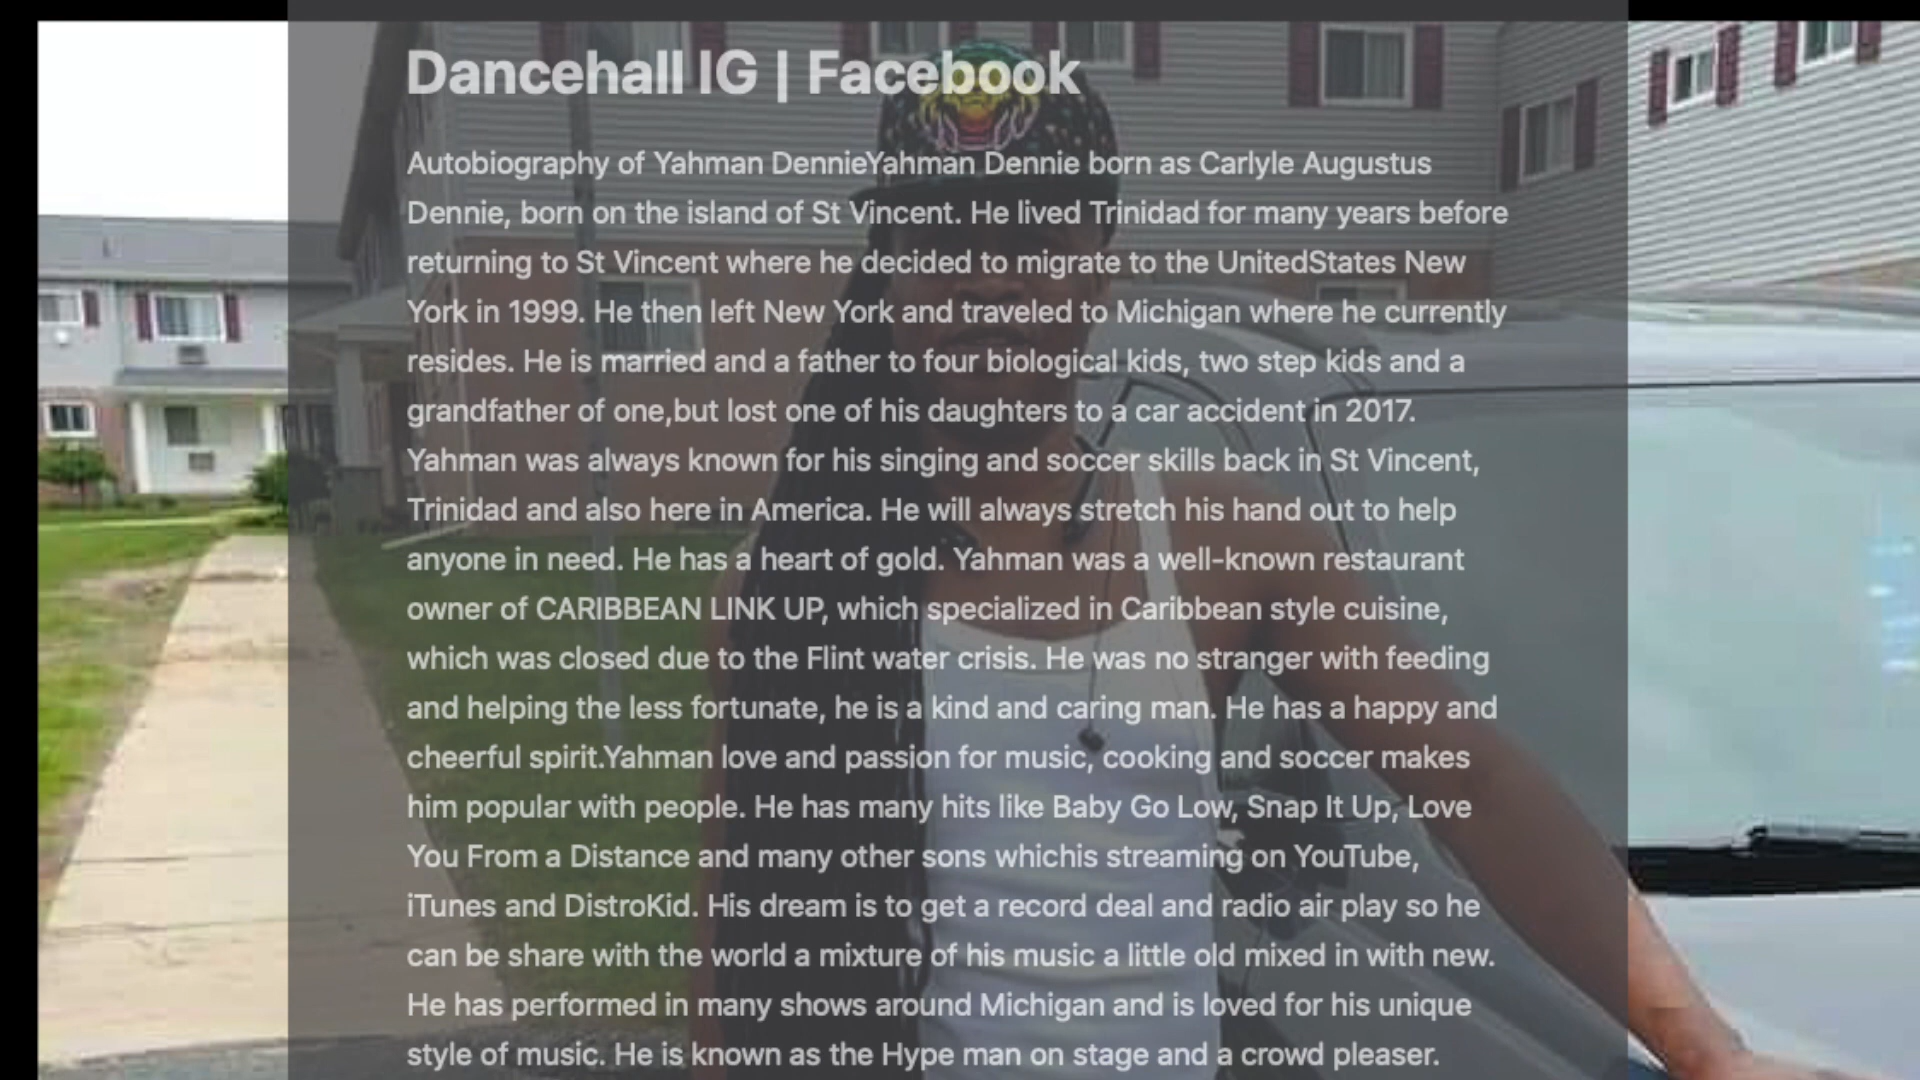 Dancehall IG | Facebook
Autobiography of Yahman DennieYahman Dennie born as Carlyle Augustus
Dennie, born on the island of St Vincent. He lived Trinidad for many years before
returning to St Vincent where he decided to migrate to the UnitedStates New
York in 1999. He then left New York and traveled to Michigan where he currently
resides. He is married and a father to four biological kids, two step kids and a
grandfather of one,but lost one of his daughters to a car accident in 2017.
Yahman was always known for his singing and soccer skills back in St Vincent,
Trinidad and also here in America. He will always stretch his hand out to help
anyone in need. He has a heart of gold. Yahman was a well-known restaurant
owner of CARIBBEAN LINK UP, which specialized in Caribbean style cuisine,
which was closed due to the Flint water crisis. He was no stranger with feeding
and helping the less fortunate, he is a kind and caring man. He has a happy and
cheerful spirit.Yahman love and passion for music, cooking and soccer makes
him popular with people. He has many hits like Baby Go Low, Snap It Up, Love
You From a Distance and many other sons whichis streaming on YouTube,
iTunes and DistroKid. His dream is to get a record deal and radio air play so he
can be share with the world a mixture of his music a little old mixed in with new.
He has performed in many shows around Michigan and is loved for his unique
style of music. He is known as the Hype man on stage and a crowd pleaser.